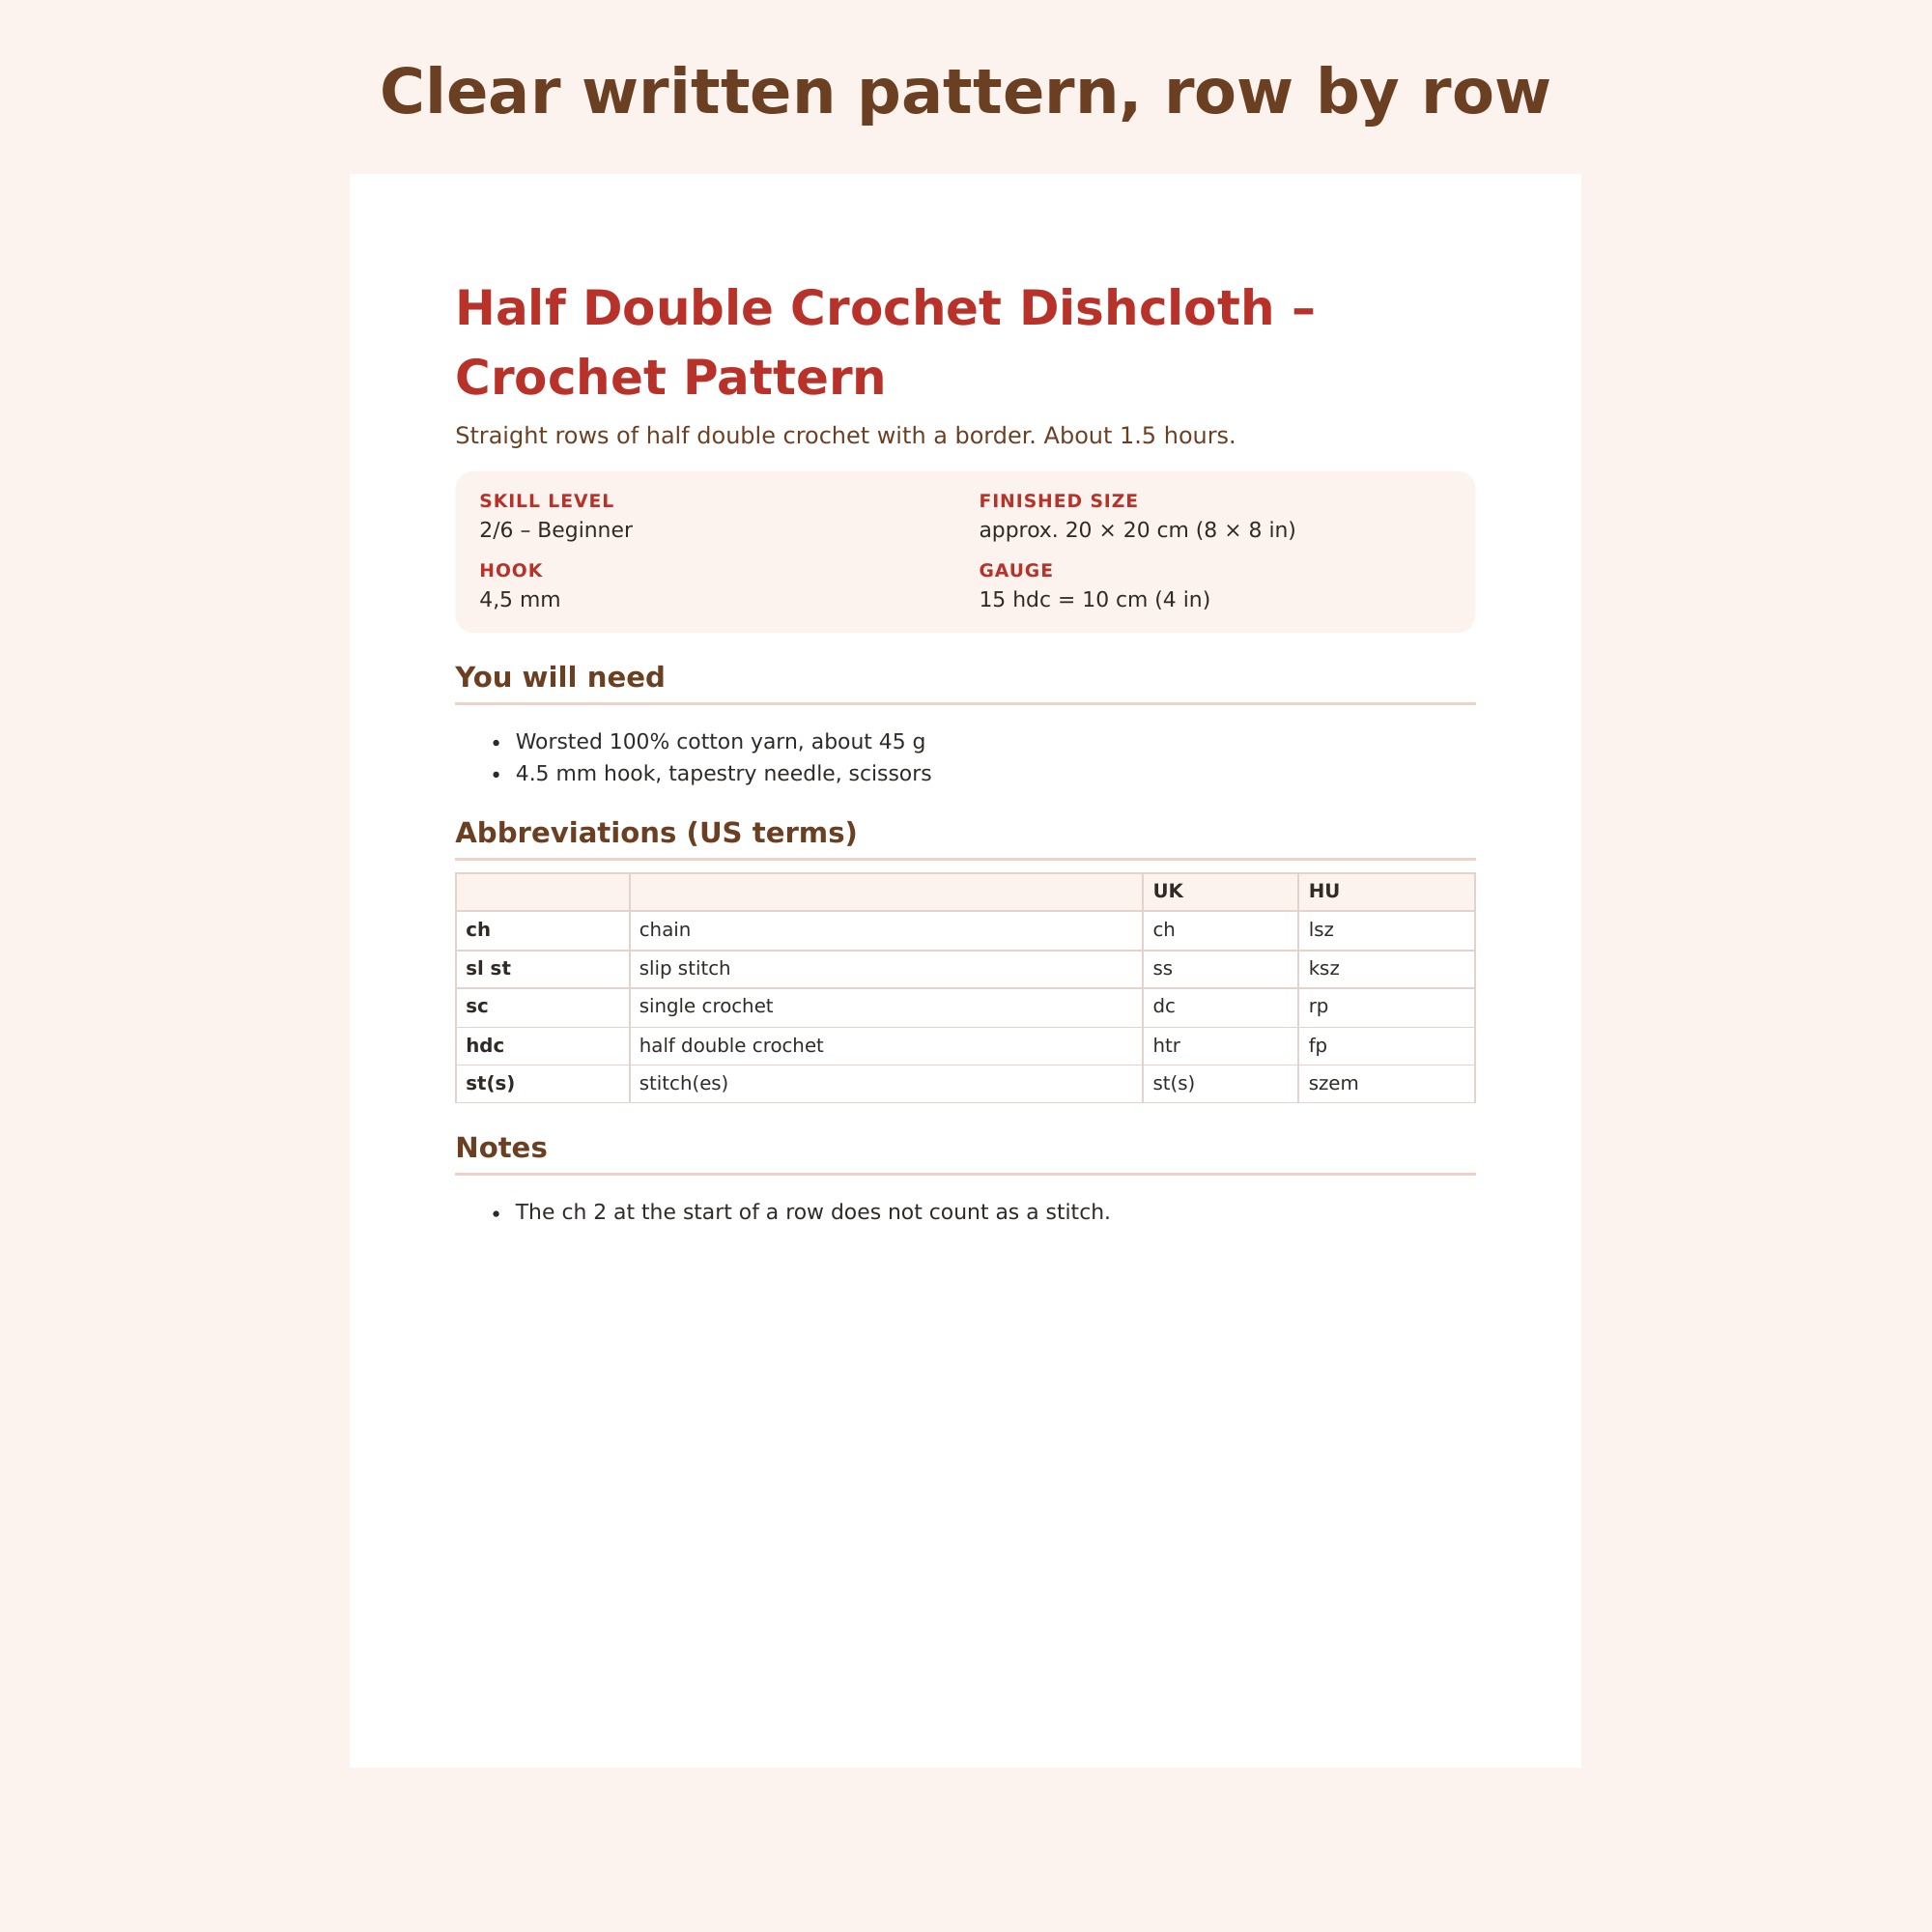 Clear written pattern, row by row
Half Double Crochet Dishcloth –
Crochet Pattern
Straight rows of half double crochet with a border. About 1.5 hours.
SKILL LEVEL
2/6 – Beginner
FINISHED SIZE
approx. 20 × 20 cm (8 × 8 in)
HOOK
4,5 mm
GAUGE
15 hdc = 10 cm (4 in)
You will need
• Worsted 100% cotton yarn, about 45 g
• 4.5 mm hook, tapestry needle, scissors
Abbreviations (US terms)
UK HU
ch chain ch lsz
sl st slip stitch ss ksz
sc single crochet dc rp
hdc half double crochet htr fp
st(s) stitch(es) st(s) szem
Notes
• The ch 2 at the start of a row does not count as a stitch.